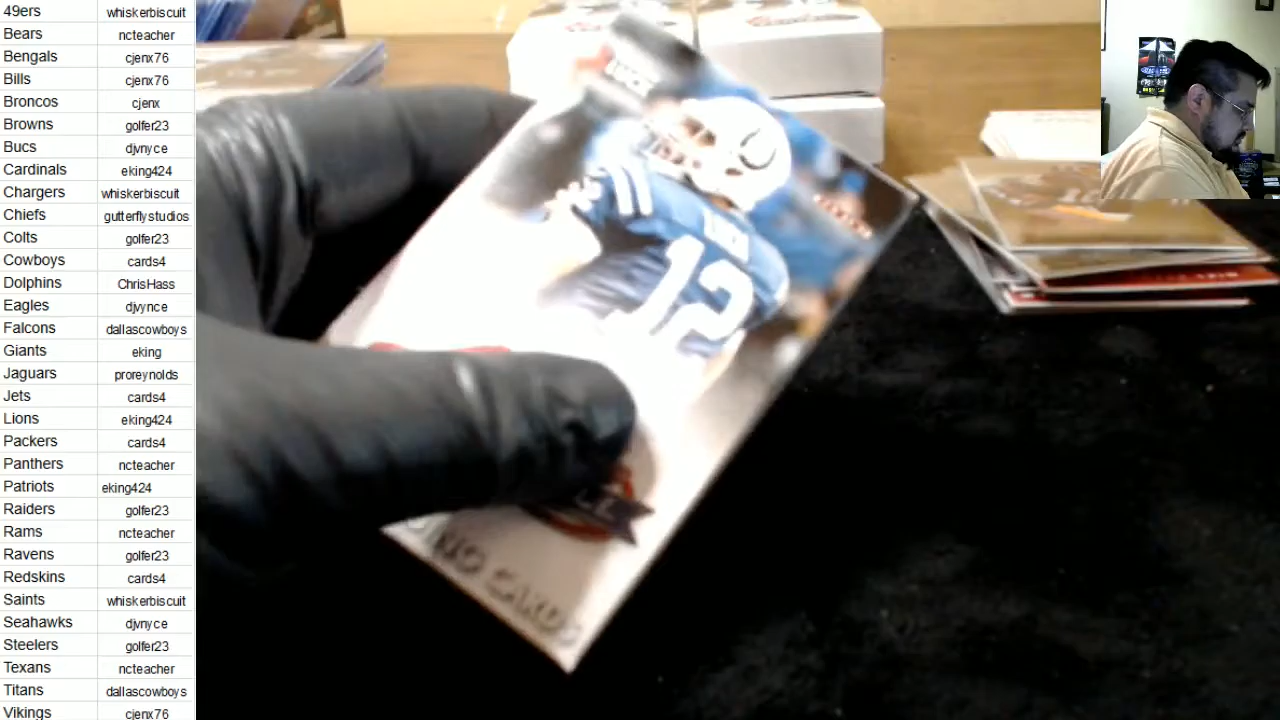 49ers whiskerbiscuit
Bears ncteacher
Bengals cjenx76
Bills cjenx76
Broncos cjenx
Browns golfer23
Bucs djvnyce
Cardinals eking424
Chargers whiskerbiscuit
Chiefs gutterflystudios
Colts golfer23
Cowboys cards4
Dolphins ChrisHass
Eagles djvynce
Falcons dallascowboys
Giants eking
Jaguars proreynolds
Jets cards4
Lions eking424
Packers cards4
Panthers ncteacher
Patriots eking424
Raiders golfer23
Rams ncteacher
Ravens golfer23
Redskins cards4
Saints whiskerbiscuit
Seahawks djvnyce
Steelers golfer23
Texans ncteacher
Titans dallascowboys
Vikings cjenx76
12